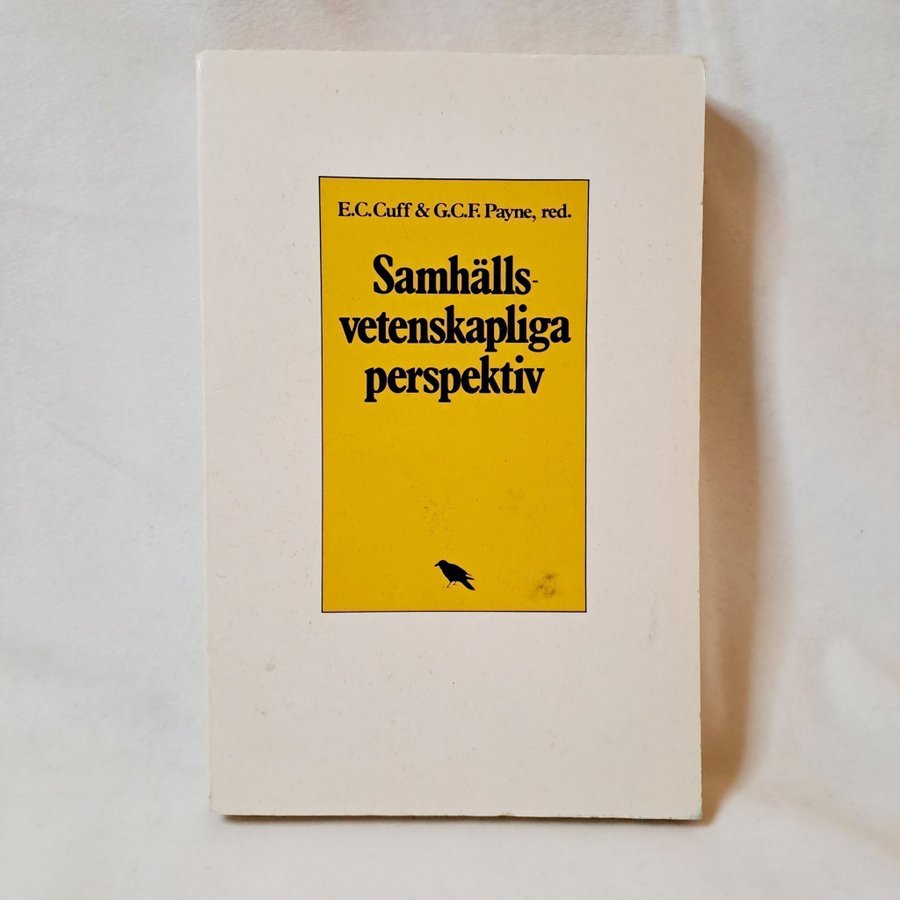 E.C.Cuff & G.C.F. Payne, red.
Samhälls-
vetenskapliga
perspektiv